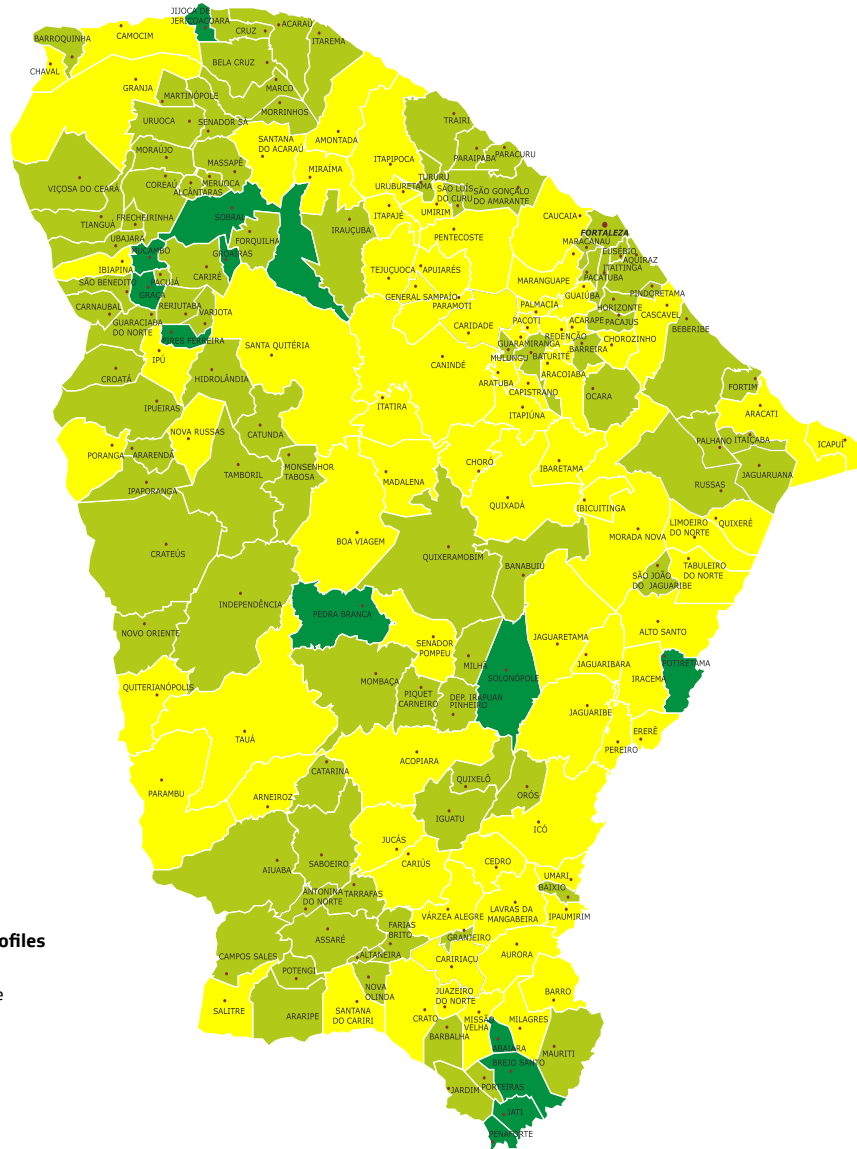 JIJOCA DE
JERICOACOARA
ACARAÚ
CRUZ
ITAREMA
CAMOCIM
BARROQUINHA
BELA CRUZ
CHAVAL
GRANJA
MARCO
MARTINÓPOLE
MORRINHOS
URUOCA
SENADOR SÁ
TRAIRI
SANTANA
DO ACARAÚ
AMONTADA
MORAÚJO
MASSAPÊ
ITAPIPOCA
PARAIPABA
PARACURU
MIRAÍMA
TURURU
VIÇOSA DO CEARÁ
COREAÚ
MERUOCA
ALCÂNTARAS
URUBURETAMA
SÃO LUÍS
DO CURU
SÃO GONÇALO
DO AMARANTE
TIANGUÁ
FRECHEIRINHA
SOBRAL
IRAUÇUBA
ITAPAJÉ
UMIRIM
CAUCAIA
FORTALEZA
UBAJARA
FORQUILHA
PENTECOSTE
MARACANAÚ
MUCAMBO
GROAÍRAS
EUSÉBIO
AQUIRAZ
IBIAPINA
CARIRÉ
TEJUÇUOCA
APUIARÉS
ITAITINGA
PACATUBA
SÃO BENEDITO
PACUJÁ
MARANGUAPE
GRAÇA
GENERAL SAMPAIO
GUAIÚBA
PINDORETAMA
CARNAUBAL
RERIUTABA
VARJOTA
PARAMOTI
PALMACIA
HORIZONTE
CASCAVEL
GUARACIABA
DO NORTE
CARIDADE
PACOTI
ACARAPE
PACAJUS
BEBERIBE
PIRES FERREIRA
REDENÇÃO
CHOROZINHO
SANTA QUITÉRIA
GUARAMIRANGA
BARREIRA
IPÚ
MULUNGU
BATURITÉ
CANINDÉ
ARACOIABA
CROATÁ
HIDROLÂNDIA
ARATUBA
FORTIM
CAPISTRANO
OCARA
IPUEIRAS
ITATIRA
ITAPIÚNA
ARACATI
NOVA RUSSAS
CATUNDA
PALHANO
ITAIÇABA
ICAPUÍ
PORANGA
ARARENDÁ
CHORÓ
IBARETAMA
TAMBORIL
MONSENHOR
TABOSA
MADALENA
JAGUARUANA
IPAPORANGA
RUSSAS
QUIXADÁ
IBICUITINGA
LIMOEIRO
DO NORTE
QUIXERÉ
BOA VIAGEM
MORADA NOVA
CRATEÚS
QUIXERAMOBIM
BANABUIÚ
TABULEIRO
DO NORTE
SÃO JOÃO
DO JAGUARIBE
INDEPENDÊNCIA
PEDRA BRANCA
NOVO ORIENTE
ALTO SANTO
SENADOR
POMPEU
JAGUARETAMA
MILHÃ
JAGUARIBARA
POTIRETAMA
MOMBAÇA
SOLONÓPOLE
IRACEMA
QUITERIANÓPOLIS
PIQUET
CARNEIRO
DEP. IRAPUAN
PINHEIRO
JAGUARIBE
TAUÁ
ERERÊ
PEREIRO
ACOPIARA
CATARINA
QUIXELÔ
PARAMBU
ARNEIROZ
ORÓS
IGUATU
ICÓ
JUCÁS
CARIÚS
CEDRO
AIUABA
SABOEIRO
UMARI
BAIXIO
ANTONINA
DO NORTE
TARRAFAS
LAVRAS DA
MANGABEIRA
VÁRZEA ALEGRE
IPAUMIRIM
FARIAS
BRITO
ofiles
ASSARÉ
GRANJEIRO
CAMPOS SALES
ALTANEIRA
CARIRIAÇU
AURORA
POTENGI
NOVA
OLINDA
JUAZEIRO
DO NORTE
BARRO
e
SALITRE
ARARIPE
SANTANA
DO CARIRI
CRATO
MISSÃO
VELHA
MILAGRES
BARBALHA
ABAIARA
MAURITI
BREJO SANTO
JARDIM
PORTEIRAS
JATI
PENAFORTE